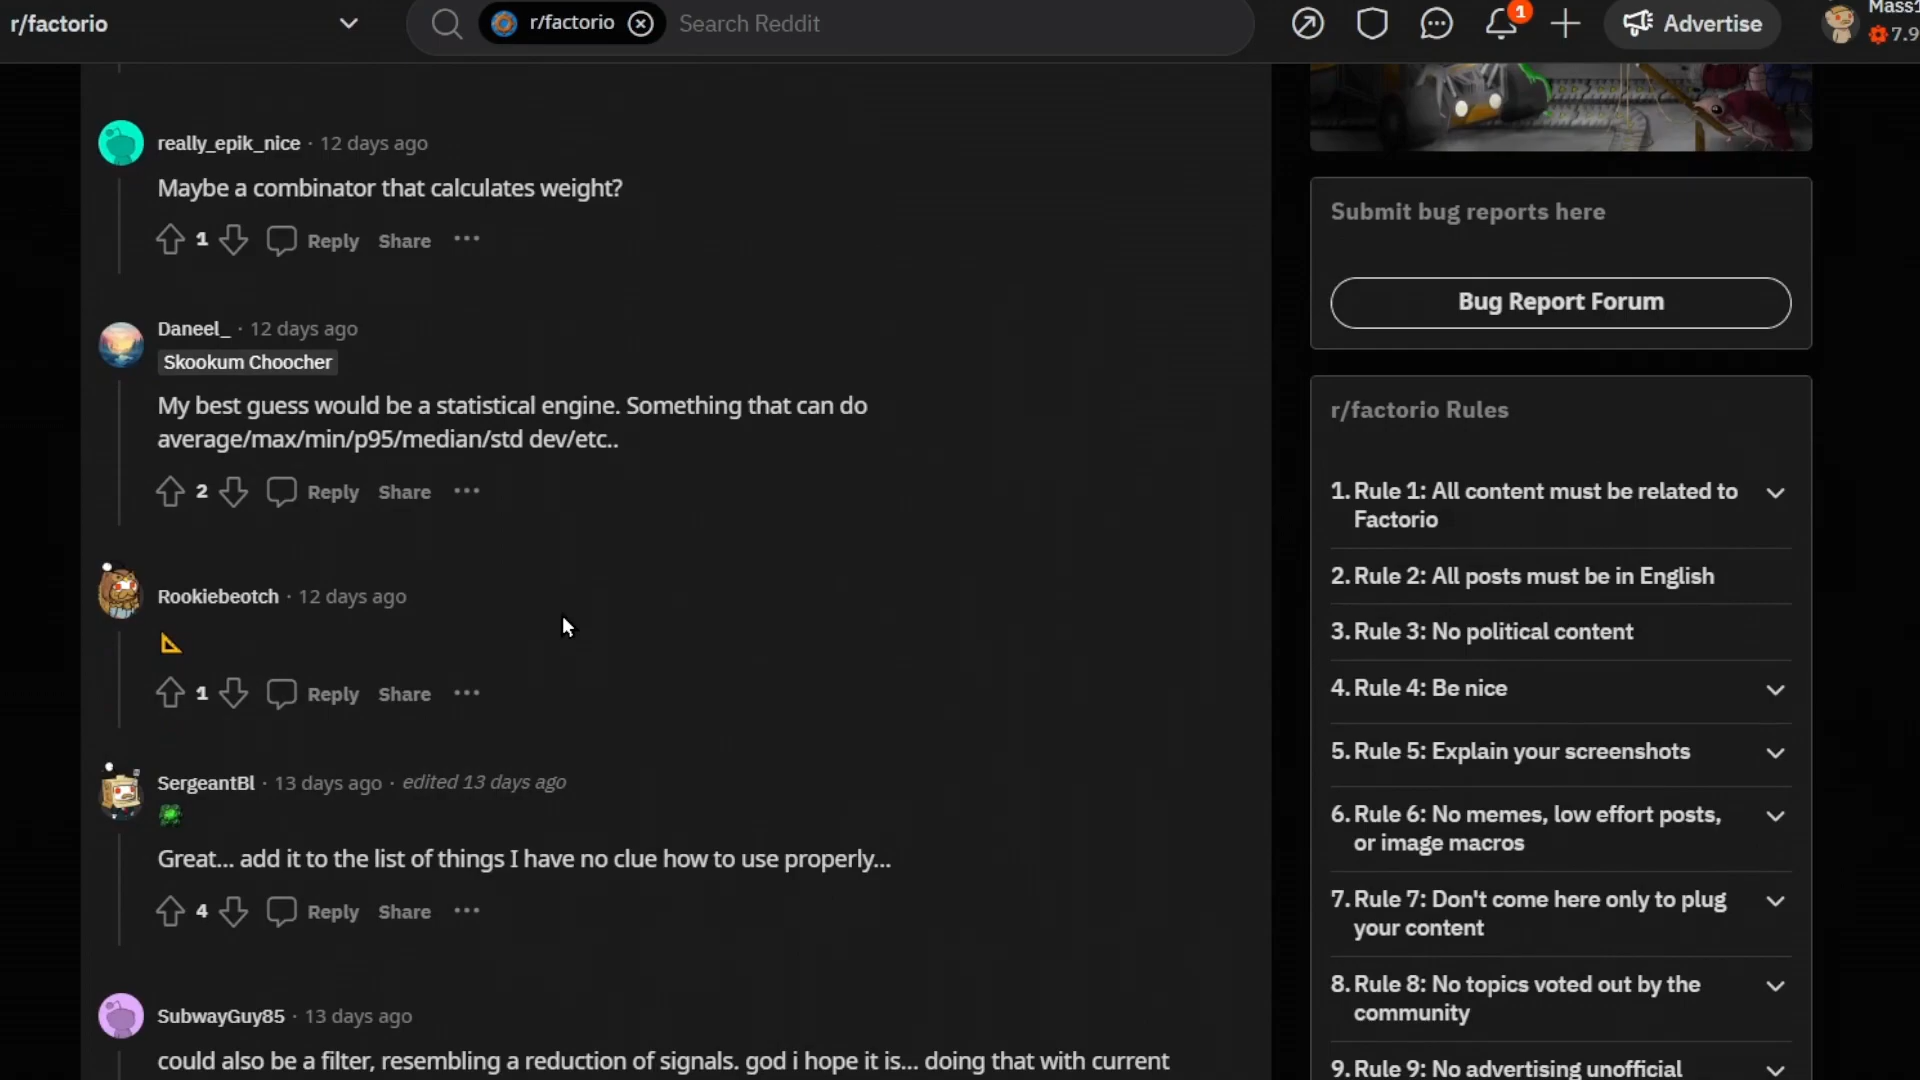 r/factorio
r/factorio
Search Reddit
1
Advertise
Mass1
7.9
really_epik_nice · 12 days ago
Maybe a combinator that calculates weight?
1 Reply Share ···
Daneel_ · 12 days ago
Skookum Choocher
My best guess would be a statistical engine. Something that can do
average/max/min/p95/median/std dev/etc..
2 Reply Share ···
Rookiebeotch · 12 days ago
1 Reply Share ···
SergeantBl · 13 days ago · edited 13 days ago
Great... add it to the list of things I have no clue how to use properly...
4 Reply Share ···
SubwayGuy85 · 13 days ago
could also be a filter, resembling a reduction of signals. god i hope it is... doing that with current
Submit bug reports here
Bug Report Forum
r/factorio Rules
1. Rule 1: All content must be related to
Factorio
2. Rule 2: All posts must be in English
3. Rule 3: No political content
4. Rule 4: Be nice
5. Rule 5: Explain your screenshots
6. Rule 6: No memes, low effort posts,
or image macros
7. Rule 7: Don't come here only to plug
your content
8. Rule 8: No topics voted out by the
community
9. Rule 9: No advertising unofficial